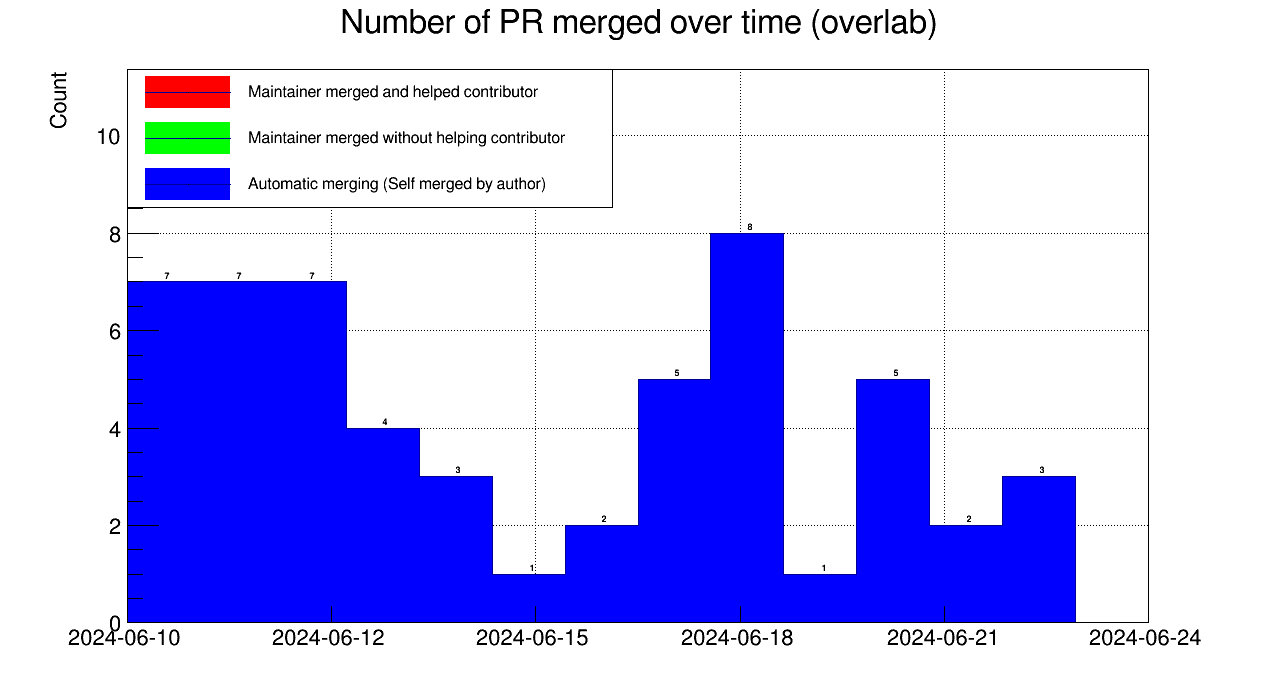 Number of PR merged over time (overlab)
Count
Maintainer merged and helped contributor
Maintainer merged without helping contributor
Automatic merging (Self merged by author)
10
8
6
4
2
0
7 7 7 4 3 1 2 5 8 1 5 2 3
2024-06-10 2024-06-12 2024-06-15 2024-06-18 2024-06-21 2024-06-24